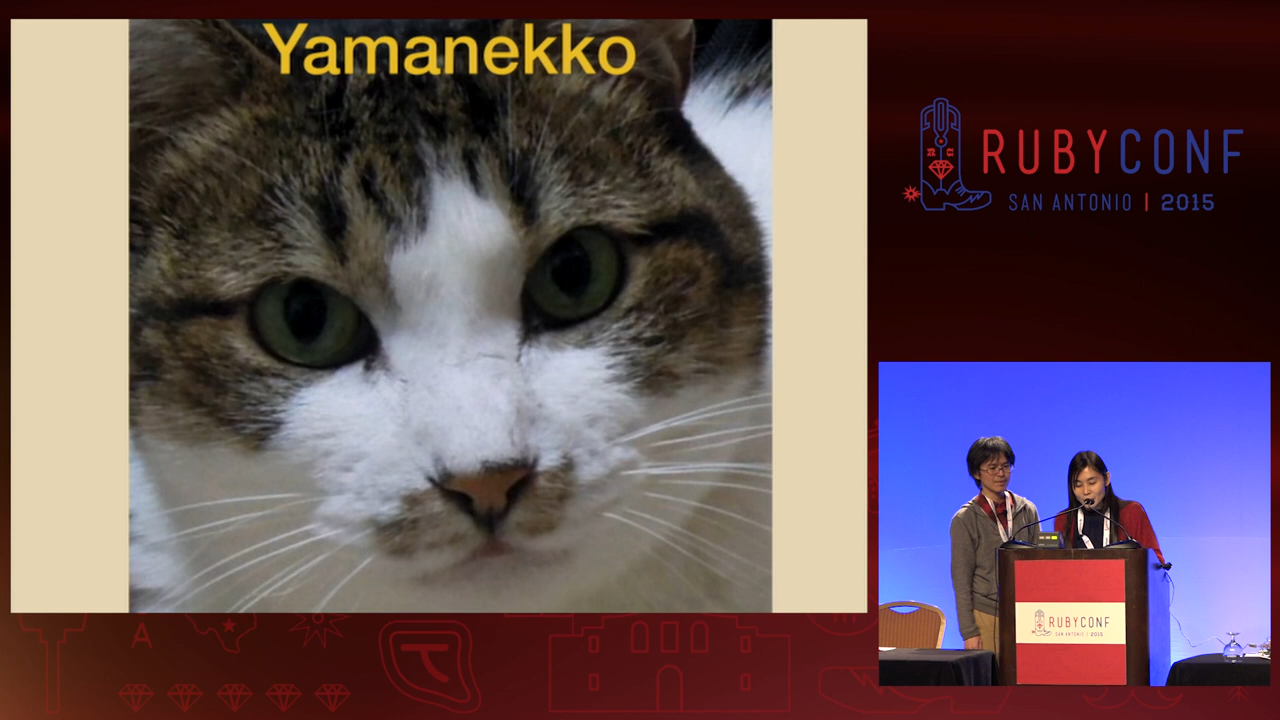 Yamanekko
RUBYCONF
SAN ANTONIO | 2015
RUBYCONF
SAN ANTONIO | 2015
A